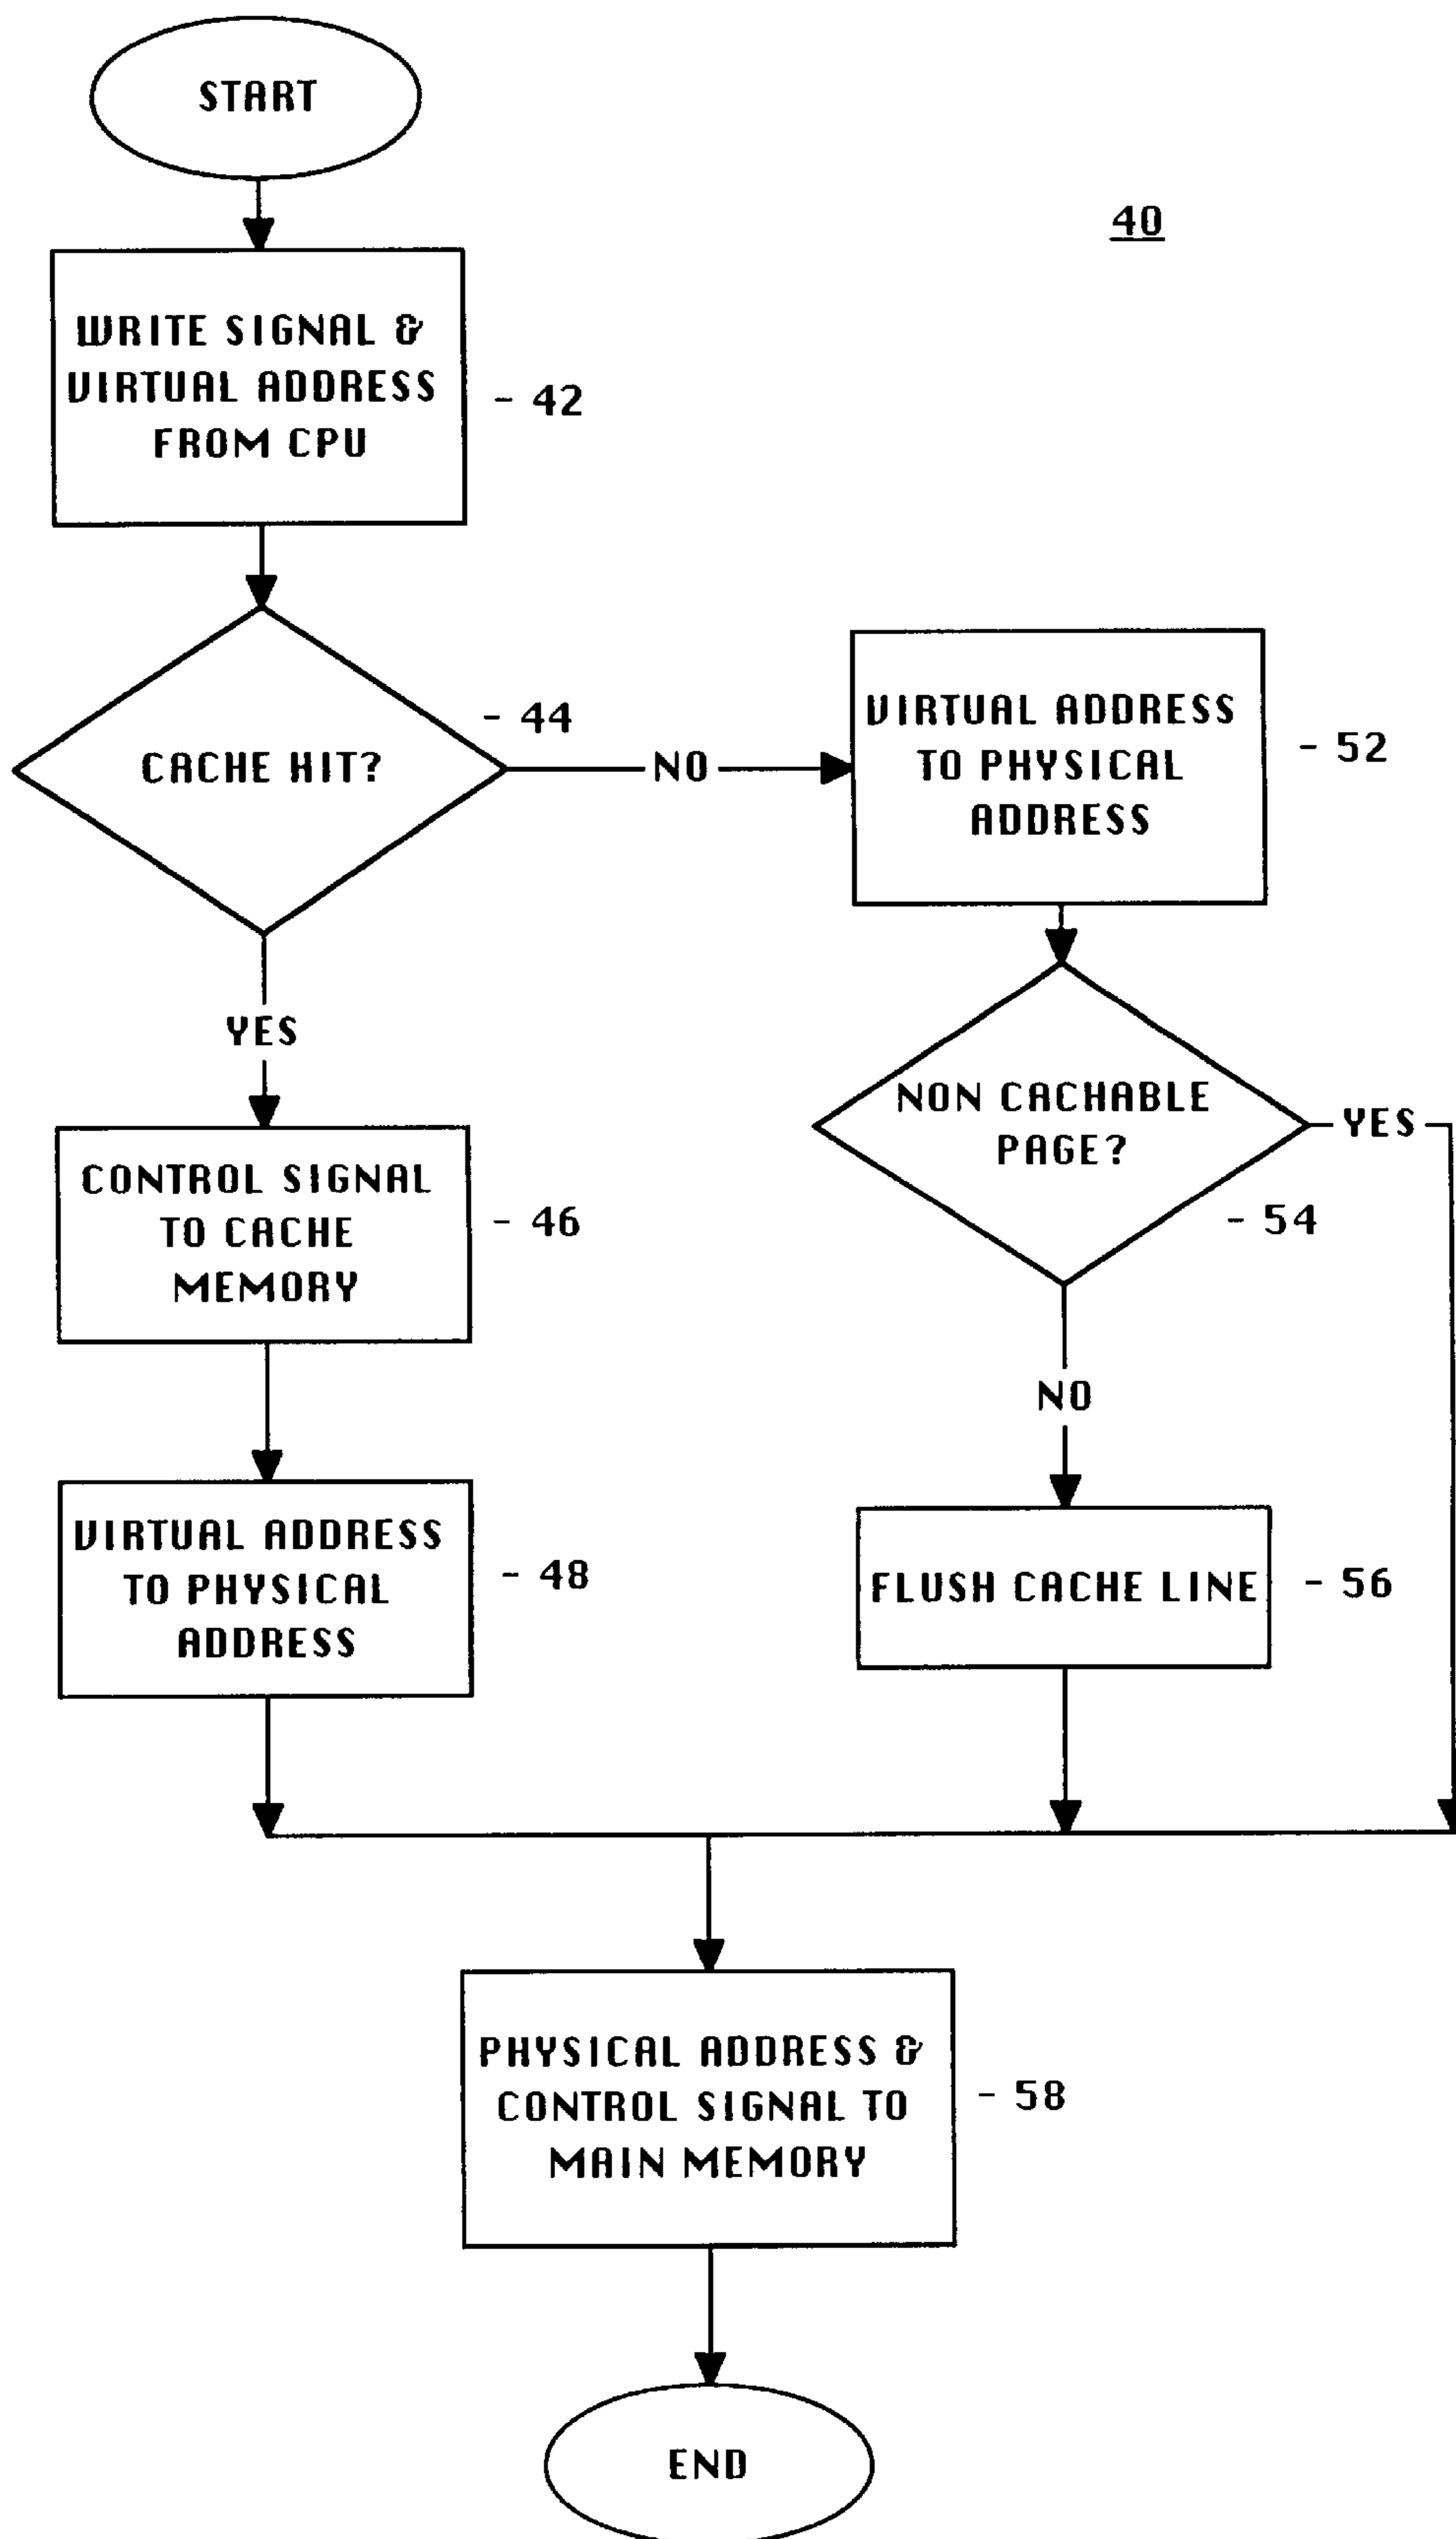 START
40
WRITE SIGNAL &
VIRTUAL ADDRESS
FROM CPU
- 42
CACHE HIT?
- 44
NO
VIRTUAL ADDRESS
TO PHYSICAL
ADDRESS
- 52
YES
NON CACHABLE
PAGE?
YES
- 54
CONTROL SIGNAL
TO CACHE
MEMORY
- 46
NO
VIRTUAL ADDRESS
TO PHYSICAL
ADDRESS
- 48
FLUSH CACHE LINE
- 56
PHYSICAL ADDRESS &
CONTROL SIGNAL TO
MAIN MEMORY
- 58
END